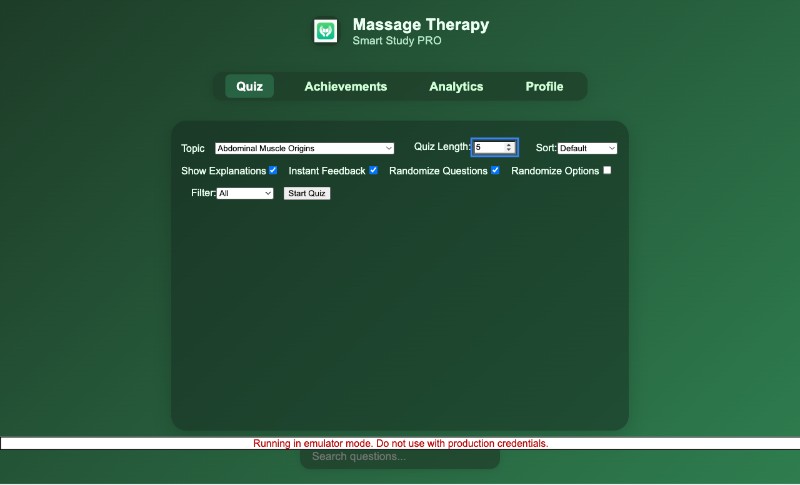 Massage Therapy
Smart Study PRO
Quiz Achievements Analytics Profile
Topic Abdominal Muscle Origins Quiz Length: 5 Sort: Default
Show Explanations Instant Feedback Randomize Questions Randomize Options
Filter: All Start Quiz
Running in emulator mode. Do not use with production credentials.
Search questions...